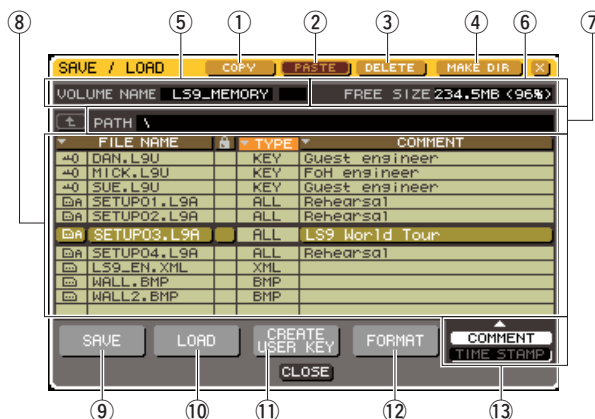 ⑧ ⑤ ① ② ③ ④ ⑥ ⑦
SAVE / LOAD COPY PASTE DELETE MAKE DIR X
VOLUME NAME LS9_MEMORY FREE SIZE 234.5MB (96%)
PATH \
FILE NAME TYPE COMMENT
DAN.L9U KEY Guest engineer
MICK.L9U KEY FoH engineer
SUE.L9U KEY Guest engineer
A SETUP01.L9A ALL Rehearsal
A SETUP02.L9A ALL
A SETUP03.L9A ALL LS9 World Tour
A SETUP04.L9A ALL Rehearsal
LS9_EN.XML XML
WALL.BMP BMP
WALL2.BMP BMP
SAVE LOAD CREATE USER KEY FORMAT COMMENT
TIME STAMP
CLOSE
⑨ ⑩ ⑪ ⑫ ⑬